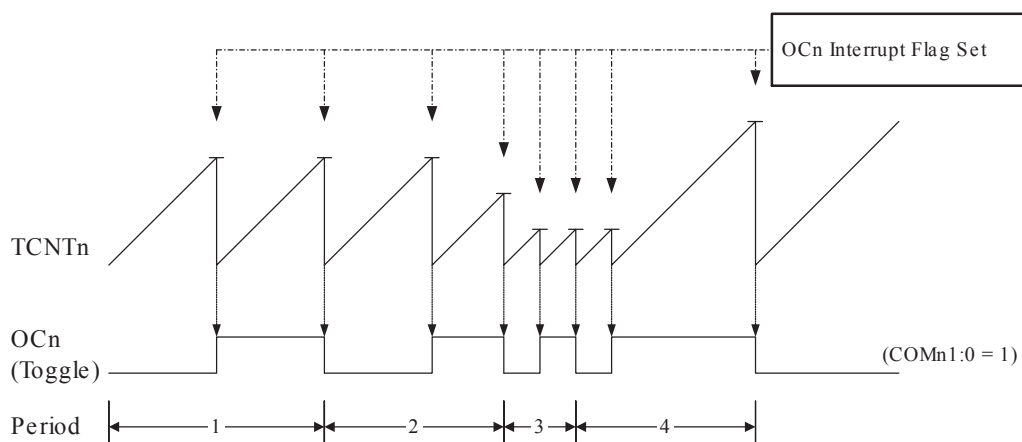 OCn Interrupt Flag Set
TCNTn
OCn
(Toggle)
(COMn1:0 = 1)
Period
1
2
3
4